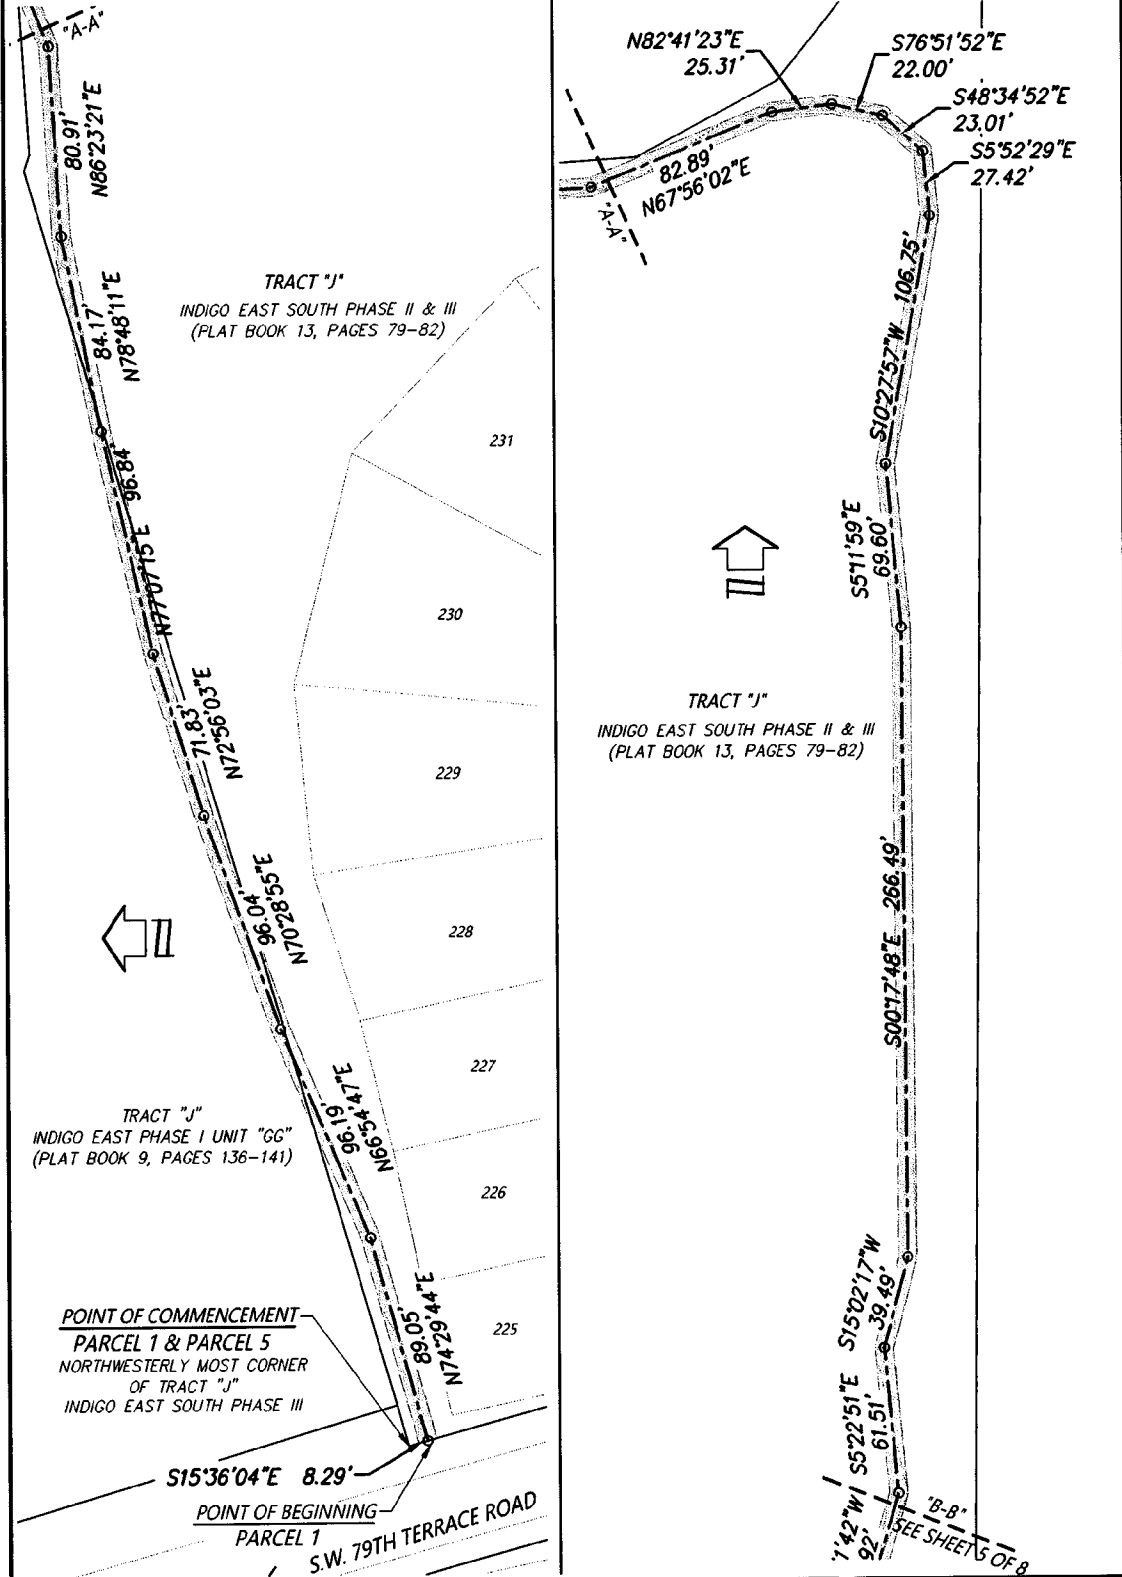 "A-A"
80.91'
N86°23'21"E
84.17'
N78°48'11"E
TRACT "J"
INDIGO EAST SOUTH PHASE II & III
(PLAT BOOK 13, PAGES 79-82)
231
96.84'
N77°07'15"E
230
71.83'
N72°56'03"E
229
96.04'
N70°28'55"E
228
227
96.19'
N66°54'47"E
TRACT "J"
INDIGO EAST PHASE I UNIT "GG"
(PLAT BOOK 9, PAGES 136-141)
226
89.05'
N74°29'44"E
225
POINT OF COMMENCEMENT
PARCEL 1 & PARCEL 5
NORTHWESTERLY MOST CORNER
OF TRACT "J"
INDIGO EAST SOUTH PHASE III
S15°36'04"E 8.29'
POINT OF BEGINNING
PARCEL 1
S.W. 79TH TERRACE ROAD
N82°41'23"E
25.31'
S76°51'52"E
22.00'
S48°34'52"E
23.01'
S5°52'29"E
27.42'
82.89'
N67°56'02"E
"A-A"
S10°27'57"W 106.75'
S5°11'59"E
69.60'
TRACT "J"
INDIGO EAST SOUTH PHASE II & III
(PLAT BOOK 13, PAGES 79-82)
S00°17'48"E 266.49'
S15°02'17"W
39.49'
S5°22'51"E
61.51'
1'42"W
92'
"B-B"
SEE SHEET 5 OF 8